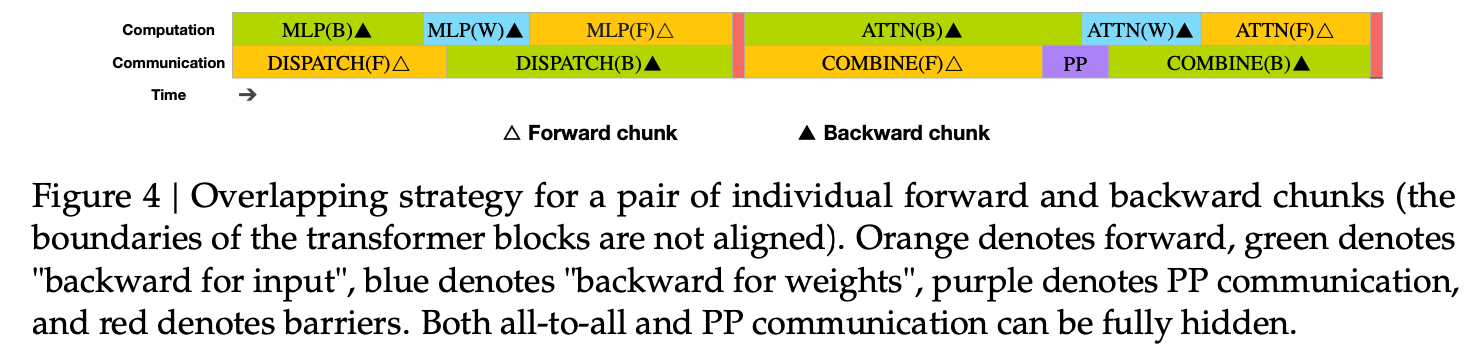 Computation MLP(B)▲ MLP(W)▲ MLP(F)△ ATTN(B)▲ ATTN(W)▲ ATTN(F)△
Communication DISPATCH(F)△ DISPATCH(B)▲ COMBINE(F)△ PP COMBINE(B)▲
Time ➔
△ Forward chunk ▲ Backward chunk
Figure 4 | Overlapping strategy for a pair of individual forward and backward chunks (the
boundaries of the transformer blocks are not aligned). Orange denotes forward, green denotes
"backward for input", blue denotes "backward for weights", purple denotes PP communication,
and red denotes barriers. Both all-to-all and PP communication can be fully hidden.